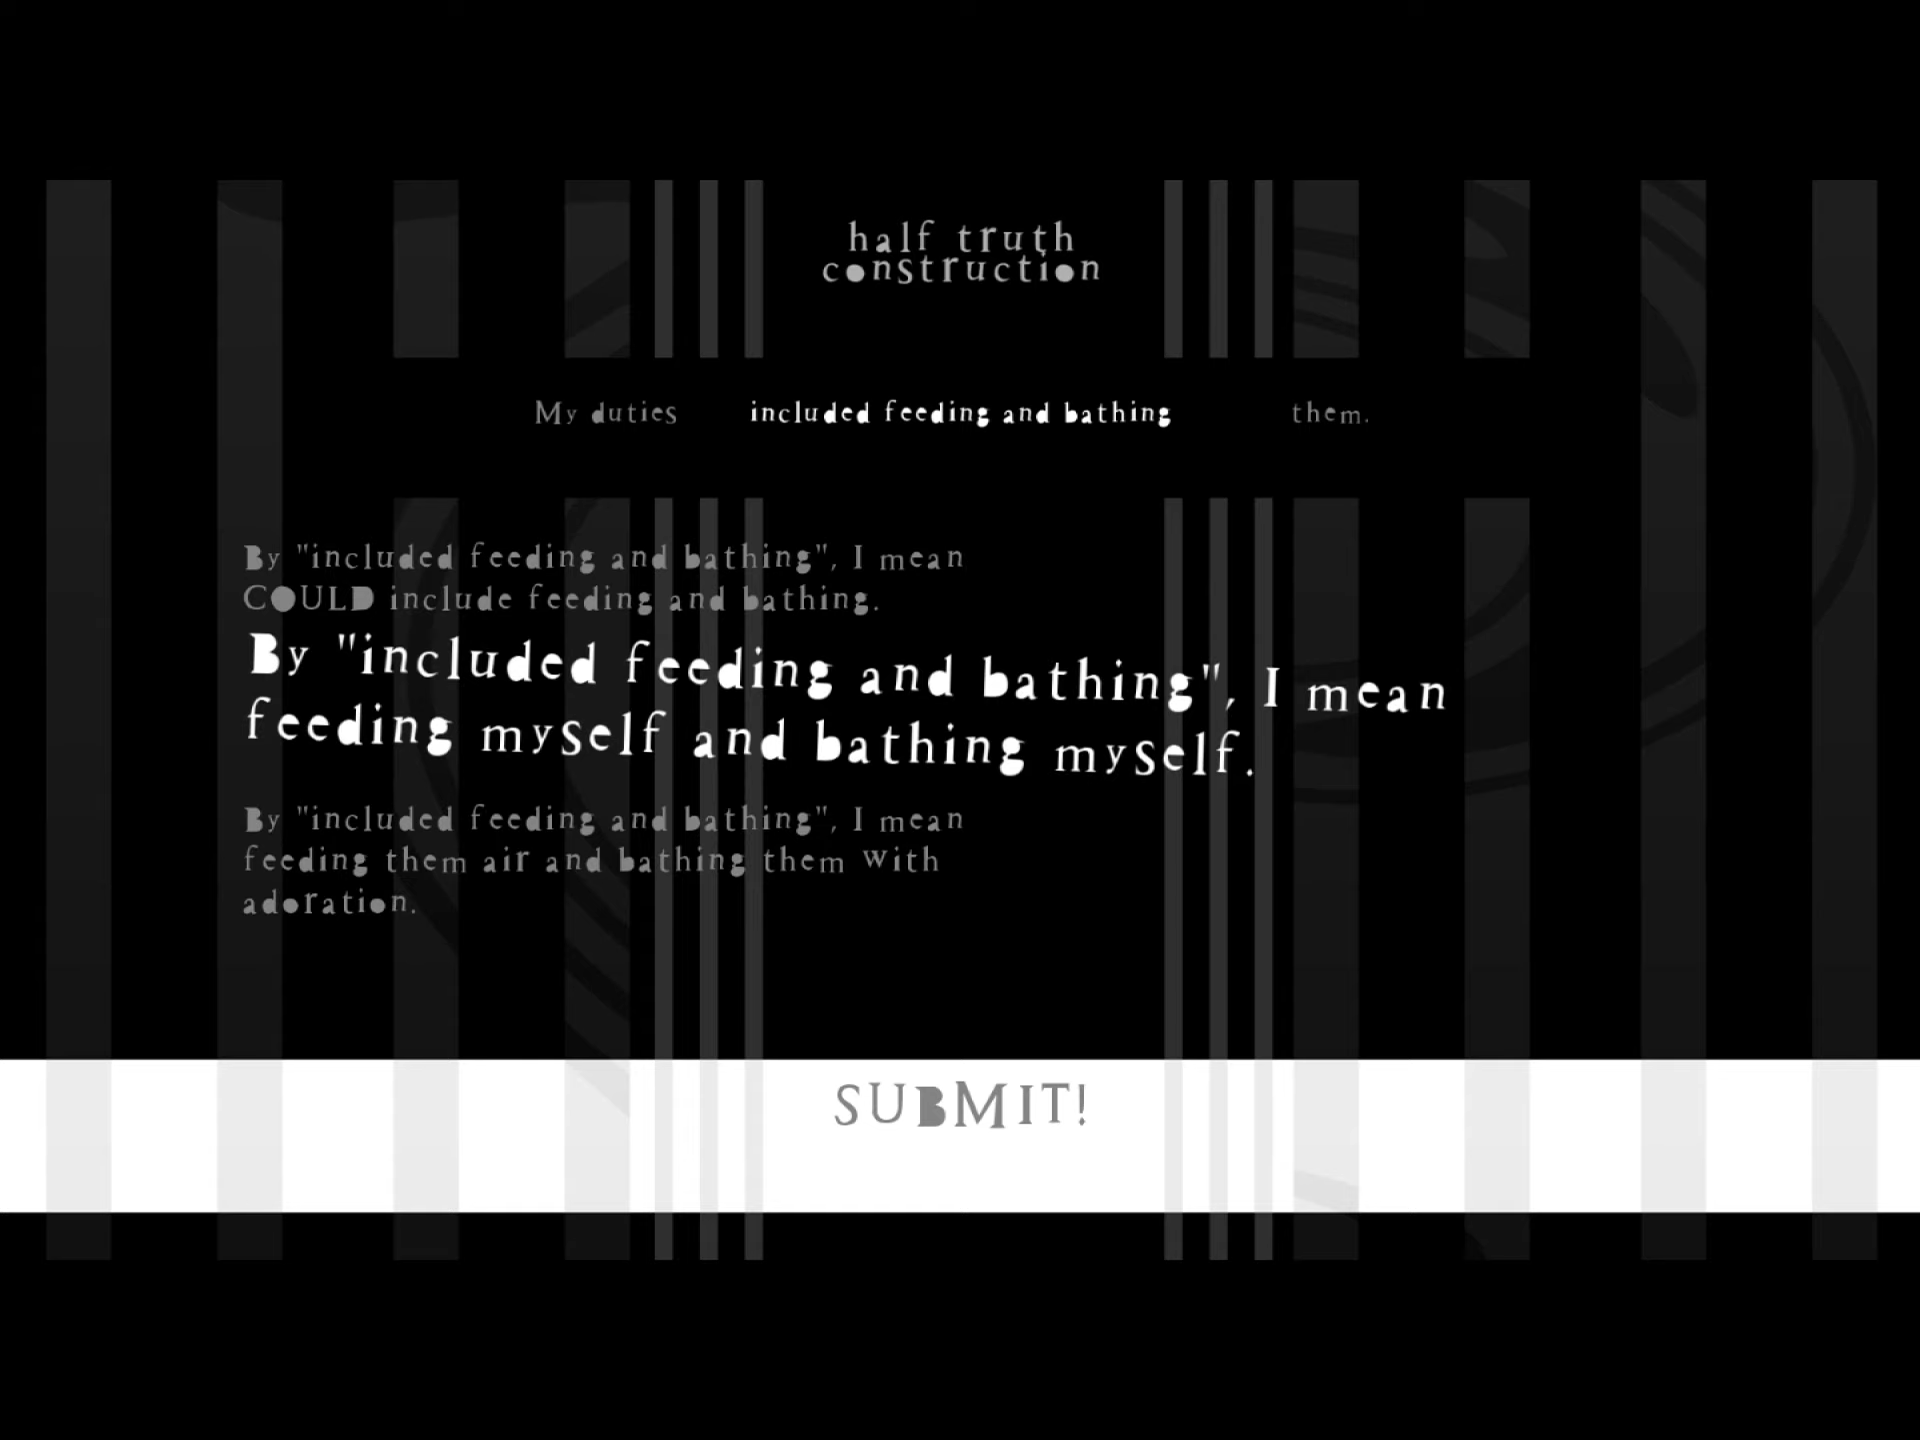 half truth
construction
My duties included feeding and bathing them.
By "included feeding and bathing", I mean
COULD include feeding and bathing.
By "included feeding and bathing", I mean
feeding myself and bathing myself.
By "included feeding and bathing", I mean
feeding them air and bathing them with
adoration.
SUBMIT!